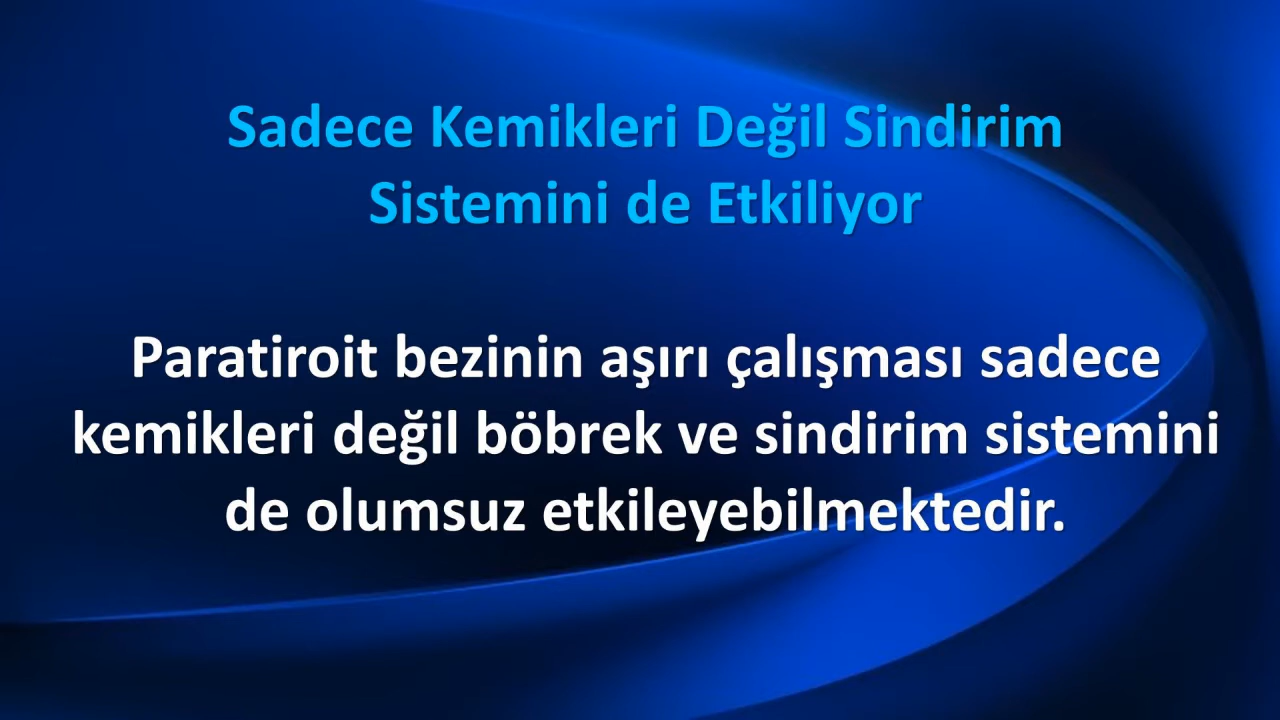 Sadece Kemikleri Değil Sindirim
Sistemini de Etkiliyor
Paratiroit bezinin aşırı çalışması sadece
kemikleri değil böbrek ve sindirim sistemini
de olumsuz etkileyebilmektedir.